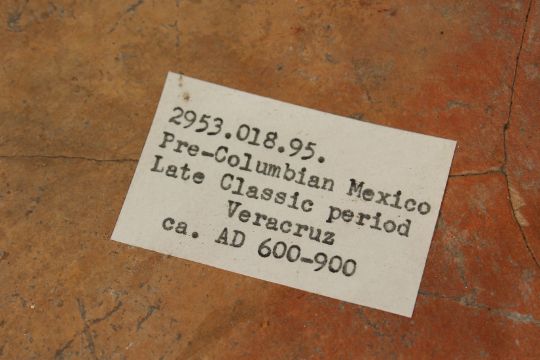 2953.018.95.
Pre-Columbian Mexico
Late Classic period
Veracruz
ca. AD 600-900